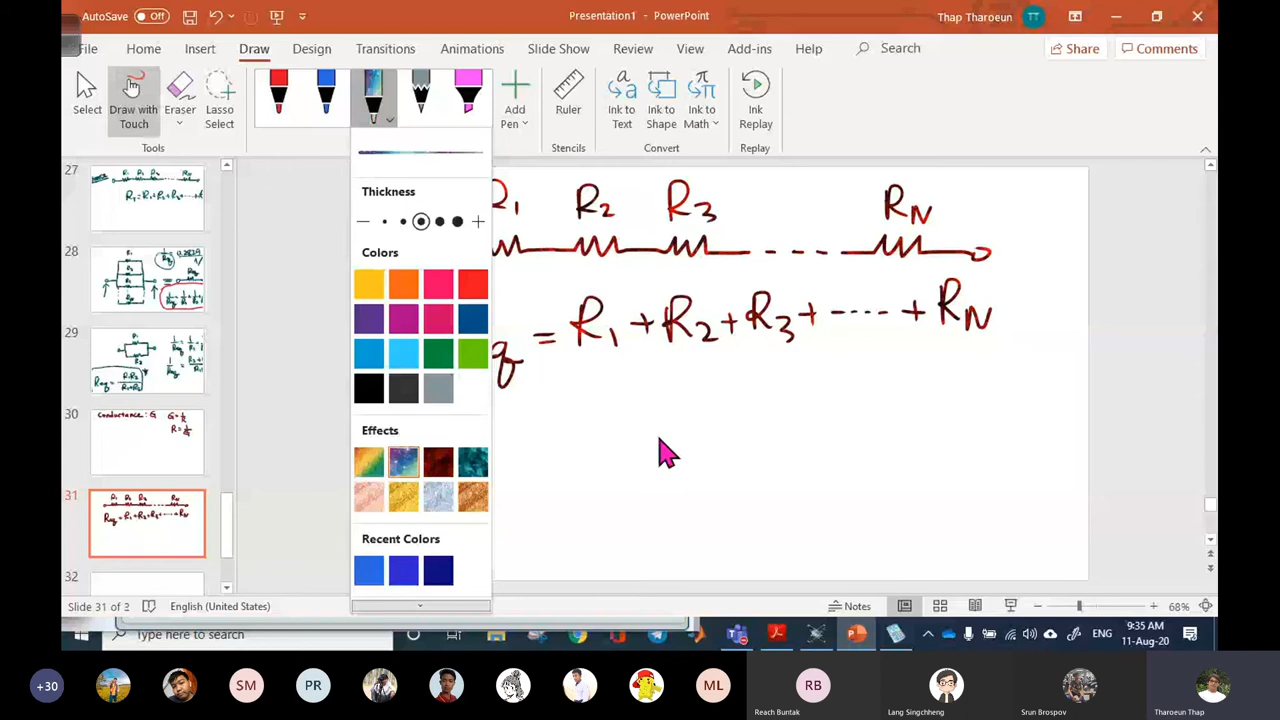 AutoSave Off
Presentation1 - PowerPoint
Thap Tharoeun TT
File Home Insert Draw Design Transitions Animations Slide Show Review View Add-ins Help Search Share Comments
Select
Draw with Touch
Eraser
Lasso Select
Add Pen
Ruler
Ink to Text
Ink to Shape
Ink to Math
Ink Replay
Tools
Stencils
Convert
Replay
Thickness
Colors
Effects
Recent Colors
27
28
29
30
Conductance: G
31
32
R1 R2 R3 RN
q = R1 + R2 + R3 + ···· + RN
Slide 31 of 3
English (United States)
Notes
68%
Type here to search
ENG
9:35 AM
11-Aug-20
+30
SM
PR
ML
RB
Reach Buntak
Lang Singchheng
Srun Brospov
Tharoeun Thap